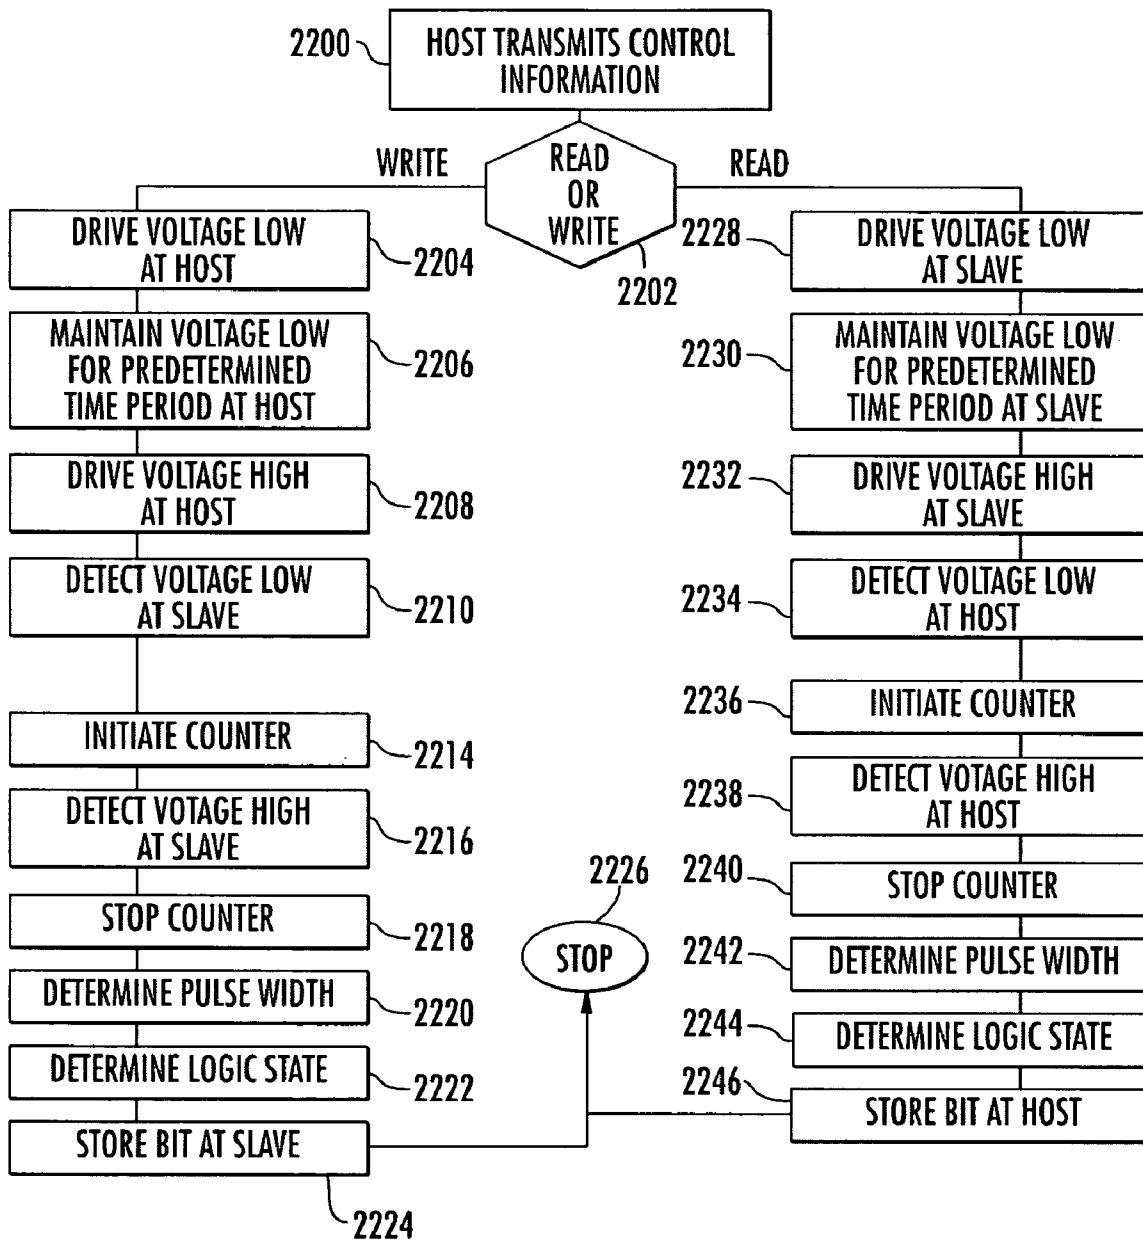 2200
HOST TRANSMITS CONTROL
INFORMATION
WRITE
READ
OR
WRITE
READ
2202
DRIVE VOLTAGE LOW
AT HOST
2204
MAINTAIN VOLTAGE LOW
FOR PREDETERMINED
TIME PERIOD AT HOST
2206
DRIVE VOLTAGE HIGH
AT HOST
2208
DETECT VOLTAGE LOW
AT SLAVE
2210
INITIATE COUNTER
2214
DETECT VOTAGE HIGH
AT SLAVE
2216
STOP COUNTER
2218
DETERMINE PULSE WIDTH
2220
DETERMINE LOGIC STATE
2222
STORE BIT AT SLAVE
2224
2226
STOP
2228
DRIVE VOLTAGE LOW
AT SLAVE
2230
MAINTAIN VOLTAGE LOW
FOR PREDETERMINED
TIME PERIOD AT SLAVE
2232
DRIVE VOLTAGE HIGH
AT SLAVE
2234
DETECT VOLTAGE LOW
AT HOST
2236
INITIATE COUNTER
2238
DETECT VOTAGE HIGH
AT HOST
2240
STOP COUNTER
2242
DETERMINE PULSE WIDTH
2244
DETERMINE LOGIC STATE
2246
STORE BIT AT HOST